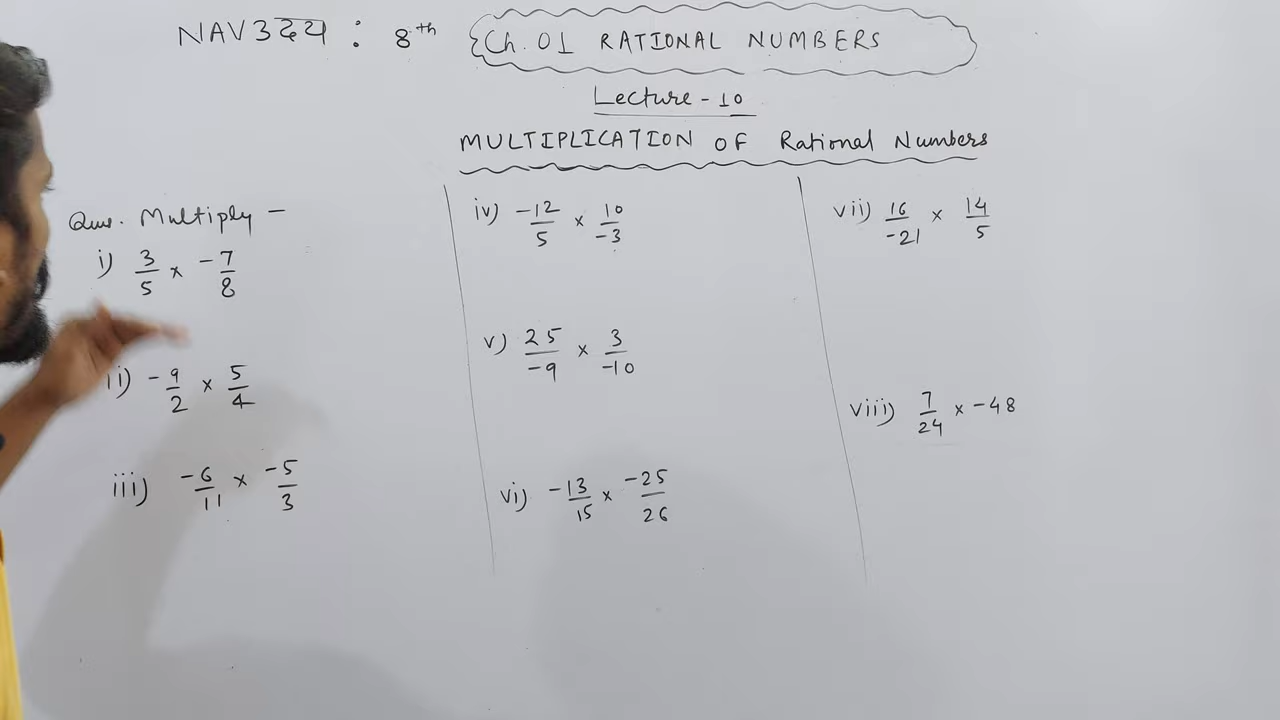 NAVउदय : 8th
Ch. 01 RATIONAL NUMBERS
Lecture - 10
MULTIPLICATION OF Rational Numbers
Ques. Multiply -
i) 3/5 × -7/8
ii) -9/2 × 5/4
iii) -6/11 × -5/3
iv) -12/5 × 10/-3
v) 25/-9 × 3/-10
vi) -13/15 × -25/26
vii) 16/-21 × 14/5
viii) 7/24 × -48